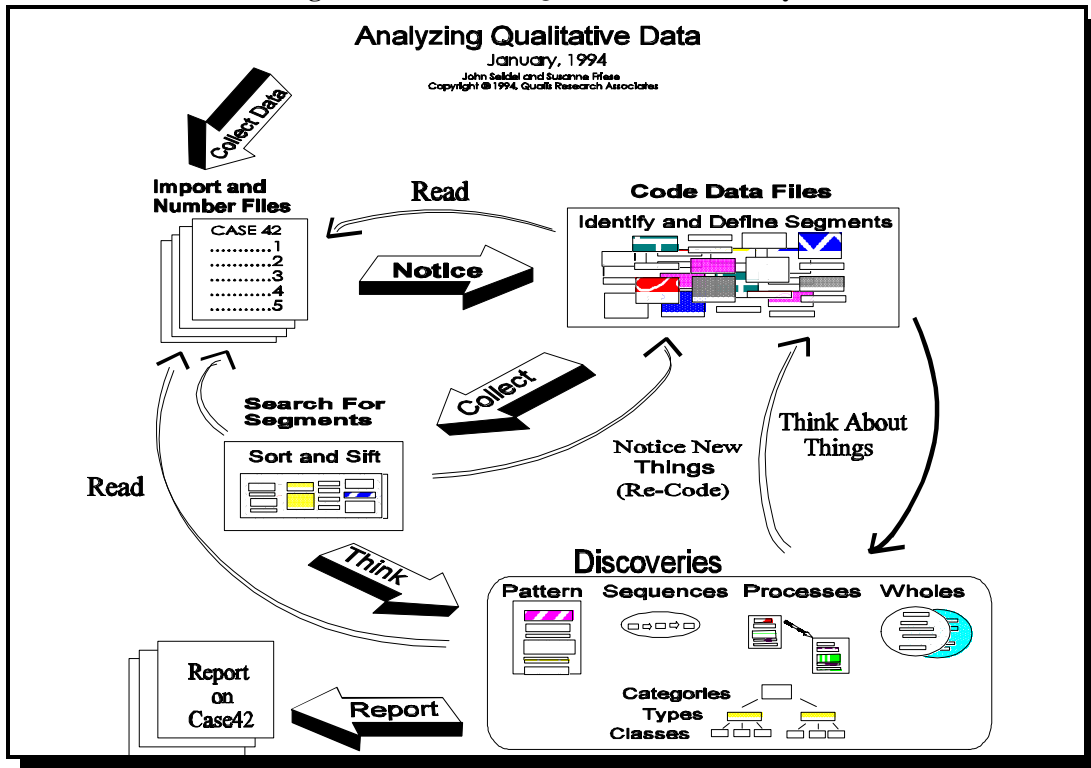 Analyzing Qualitative Data
January, 1994
John Seidel and Susanne Friese
Copyright © 1994, Qualis Research Associates
Collect Data
Import and
Number Files
CASE 42
...........1
..........2
..........3
..........4
..........5
Read
Notice
Code Data Files
Identify and Define Segments
Collect
Search For
Segments
Sort and Sift
Read
Notice New
Things
(Re-Code)
Think About
Things
Think
Discoveries
Pattern
Sequences
Processes
Wholes
Categories
Types
Classes
Report
Report
on
Case42